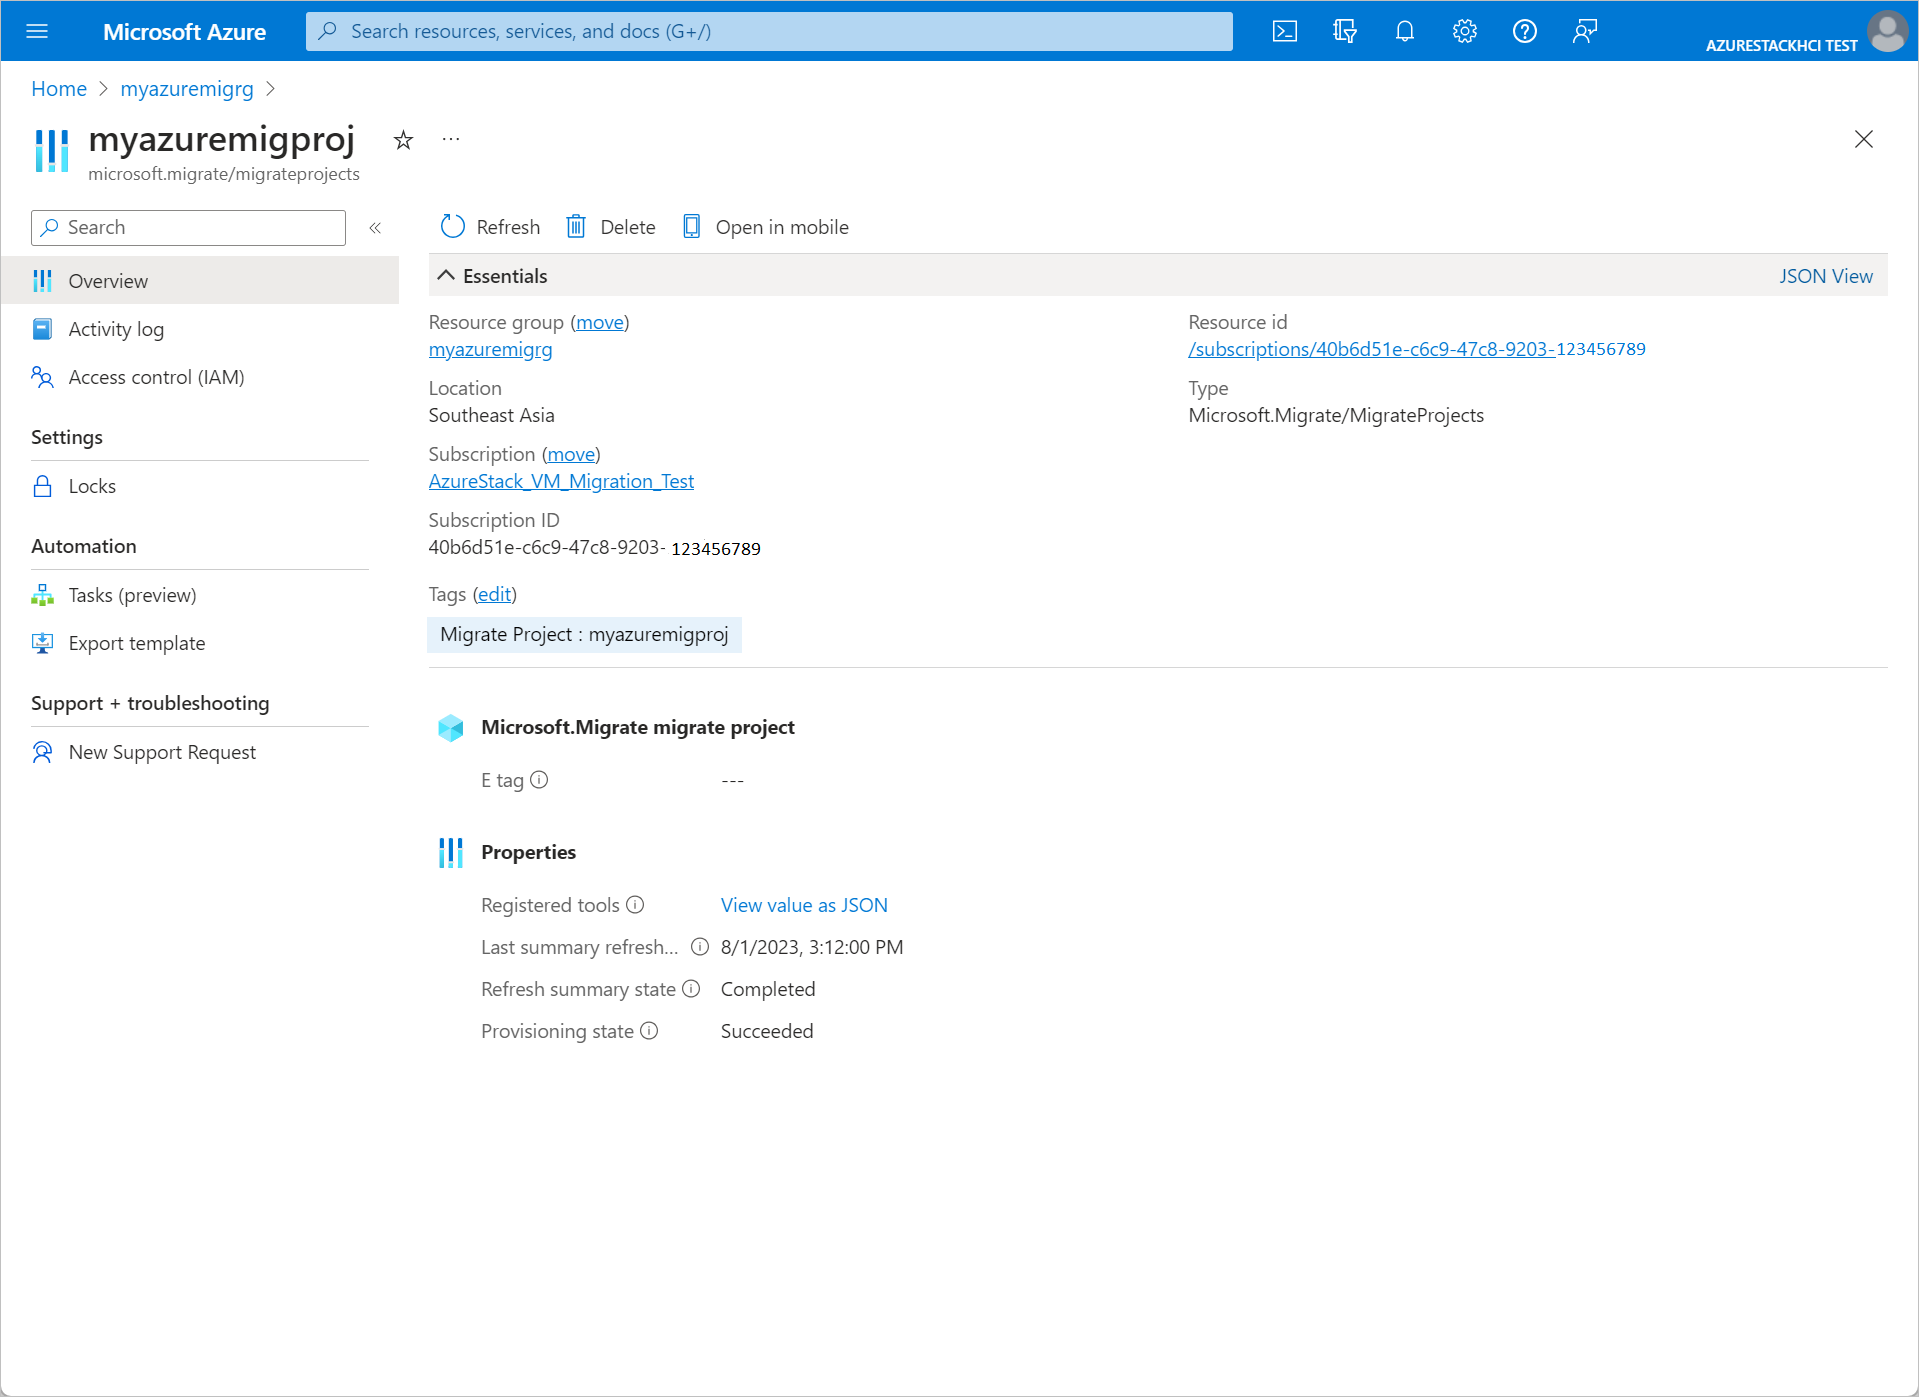 Microsoft Azure
Search resources, services, and docs (G+/)
AZURESTACKHCI TEST
Home > myazuremigrg >
myazuremigproj
microsoft.migrate/migrateprojects
Search
Refresh
Delete
Open in mobile
Overview
Activity log
Access control (IAM)
Settings
Locks
Automation
Tasks (preview)
Export template
Support + troubleshooting
New Support Request
Essentials
JSON View
Resource group (move)
myazuremigrg
Location
Southeast Asia
Subscription (move)
AzureStack_VM_Migration_Test
Subscription ID
40b6d51e-c6c9-47c8-9203- 123456789
Resource id
/subscriptions/40b6d51e-c6c9-47c8-9203-123456789
Type
Microsoft.Migrate/MigrateProjects
Tags (edit)
Migrate Project : myazuremigproj
Microsoft.Migrate migrate project
E tag ---
Properties
Registered tools View value as JSON
Last summary refresh... 8/1/2023, 3:12:00 PM
Refresh summary state Completed
Provisioning state Succeeded